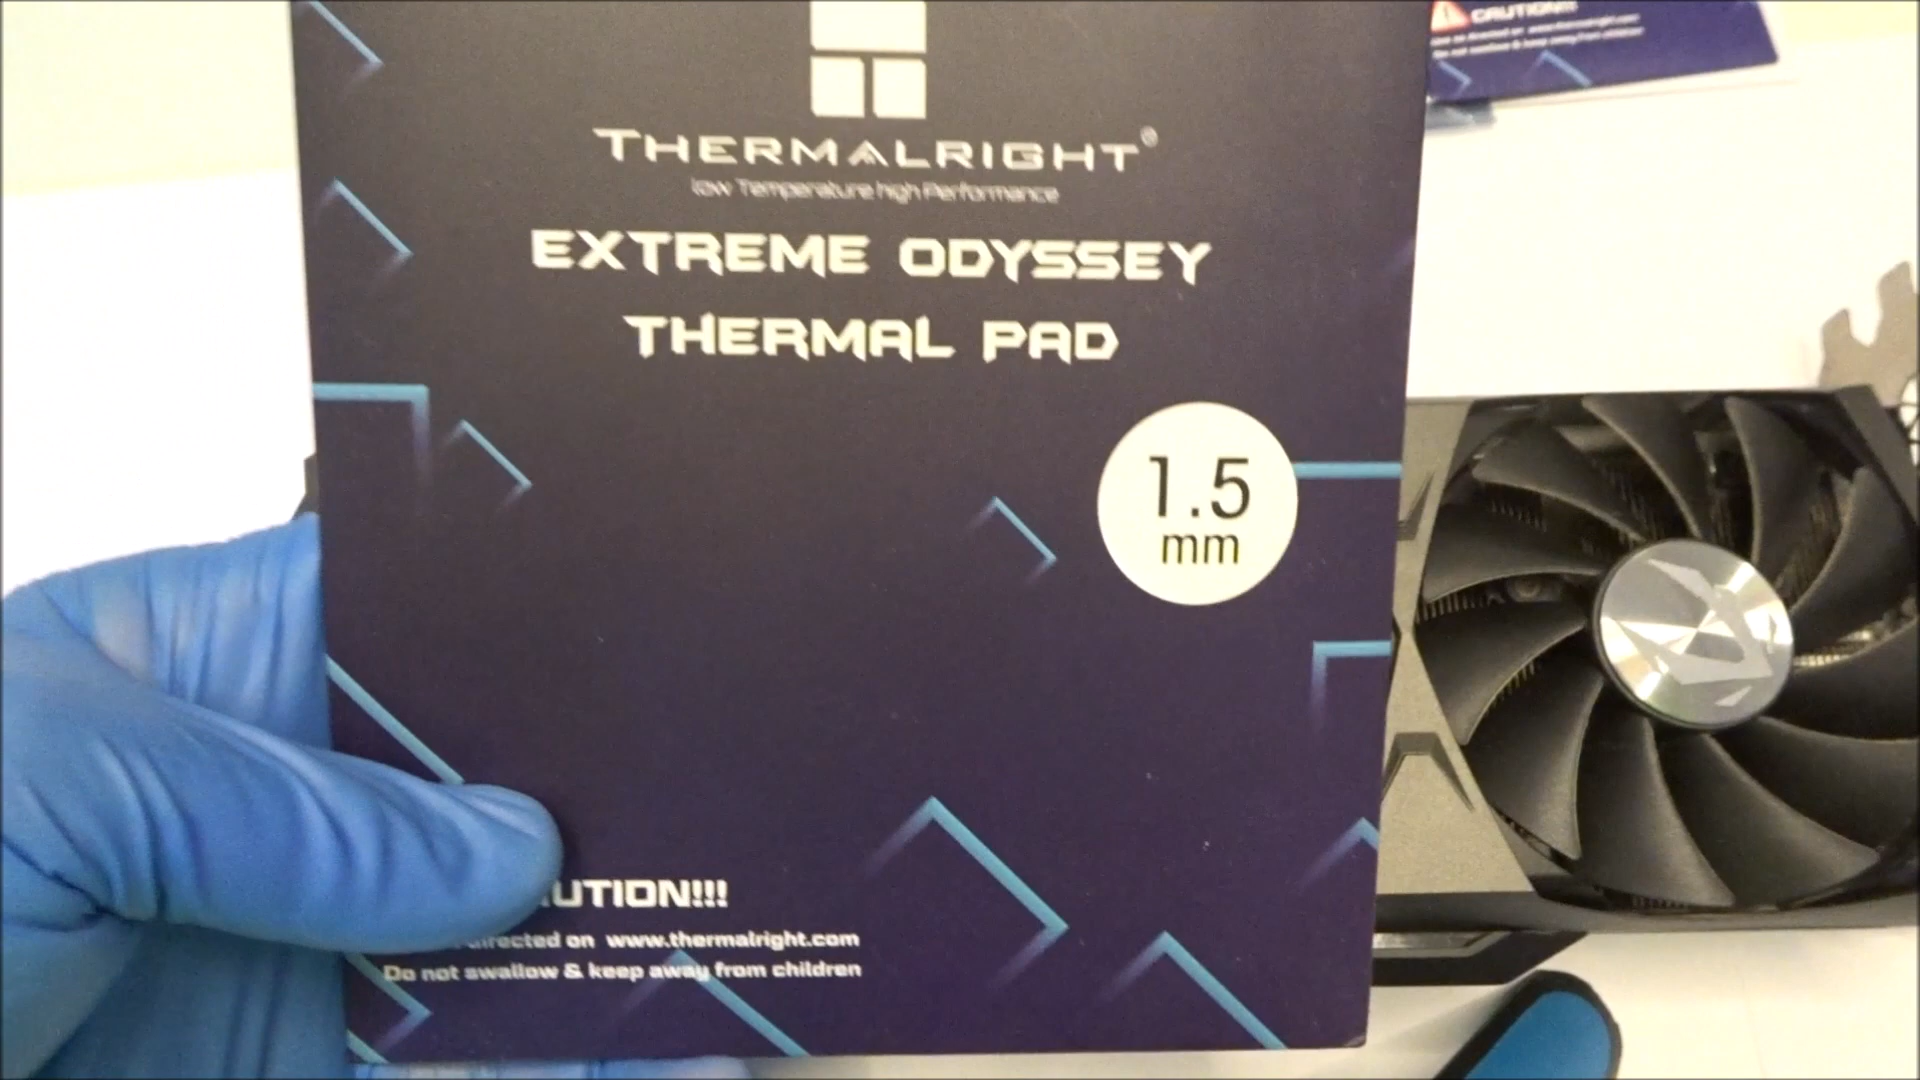 CAUTION!!!
THERMALRIGHT®
low Temperature high Performance
EXTREME ODYSSEY
THERMAL PAD
1.5
mm
UTION!!!
directed on www.thermalright.com
Do not swallow & keep away from children